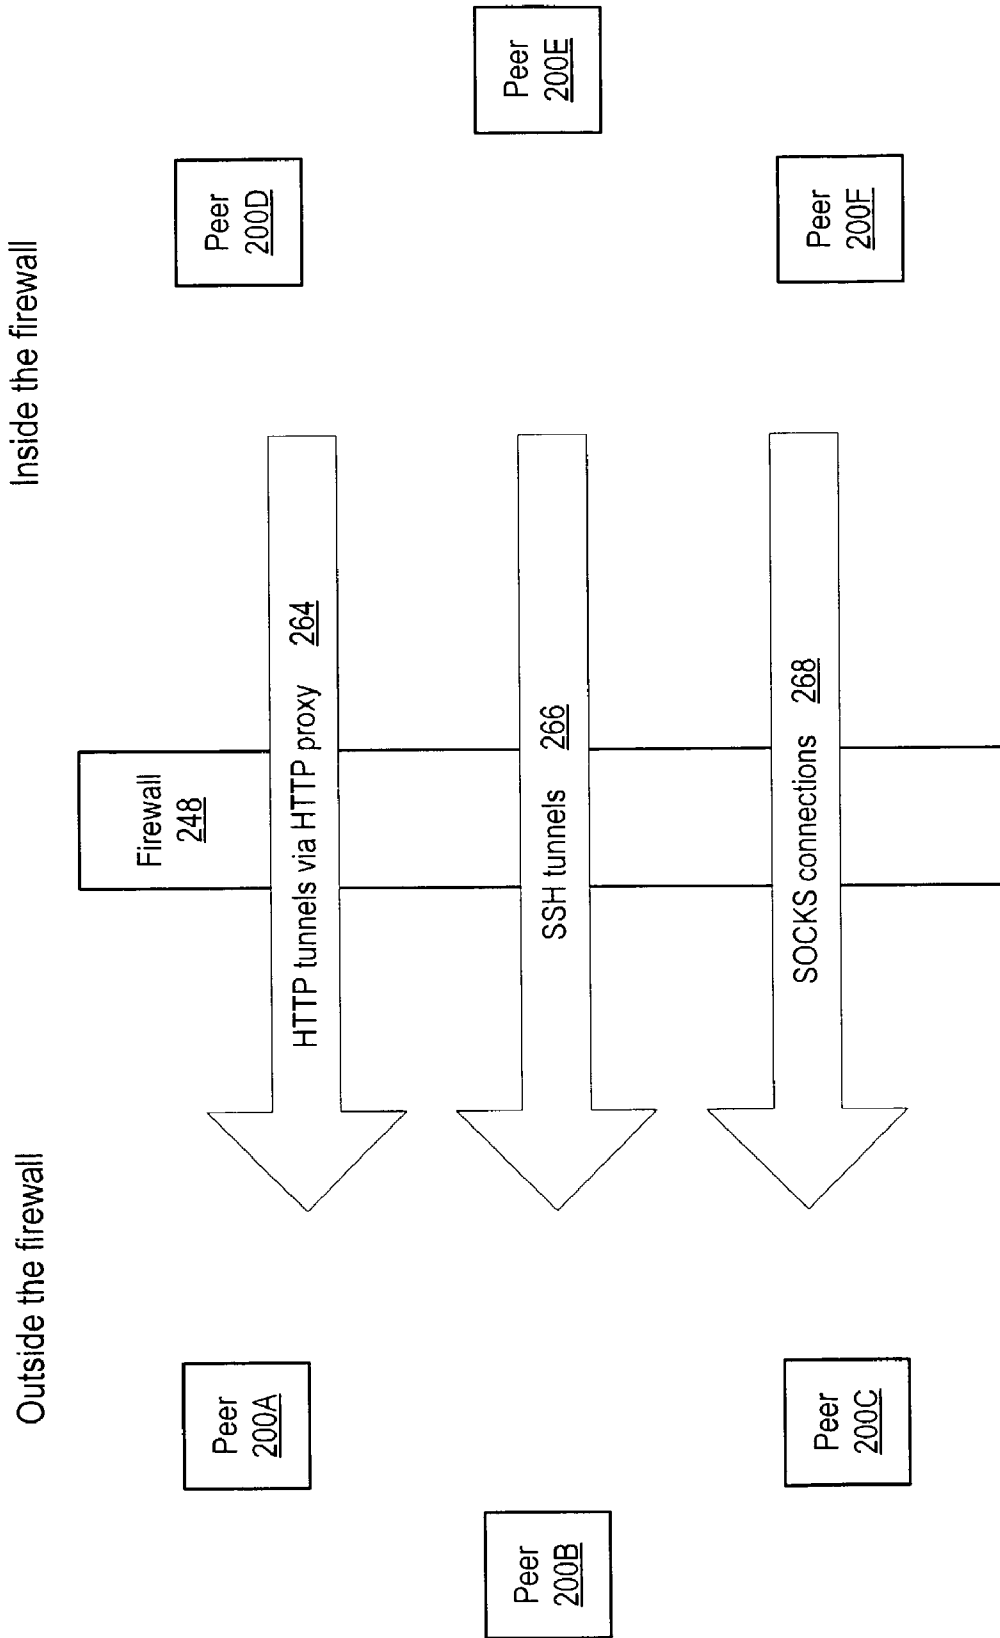 Outside the firewall
Inside the firewall
Peer
200A
Peer
200B
Peer
200C
Firewall
248
HTTP tunnels via HTTP proxy 264
SSH tunnels 266
SOCKS connections 268
Peer
200D
Peer
200E
Peer
200F